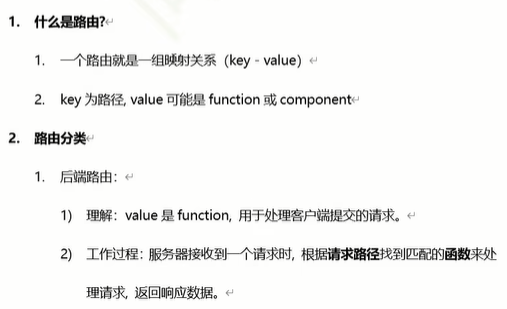 1. 什么是路由?
1. 一个路由就是一组映射关系（key - value）
2. key 为路径, value 可能是 function 或 component
2. 路由分类
1. 后端路由：
1) 理解：value 是 function, 用于处理客户端提交的请求。
2) 工作过程：服务器接收到一个请求时, 根据请求路径找到匹配的函数来处
理请求, 返回响应数据。